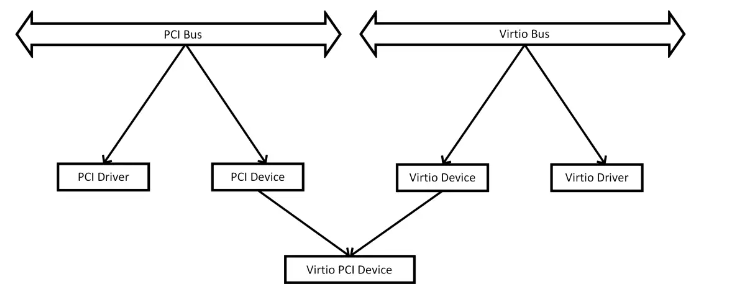 PCI Bus
Virtio Bus
PCI Driver
PCI Device
Virtio Device
Virtio Driver
Virtio PCI Device